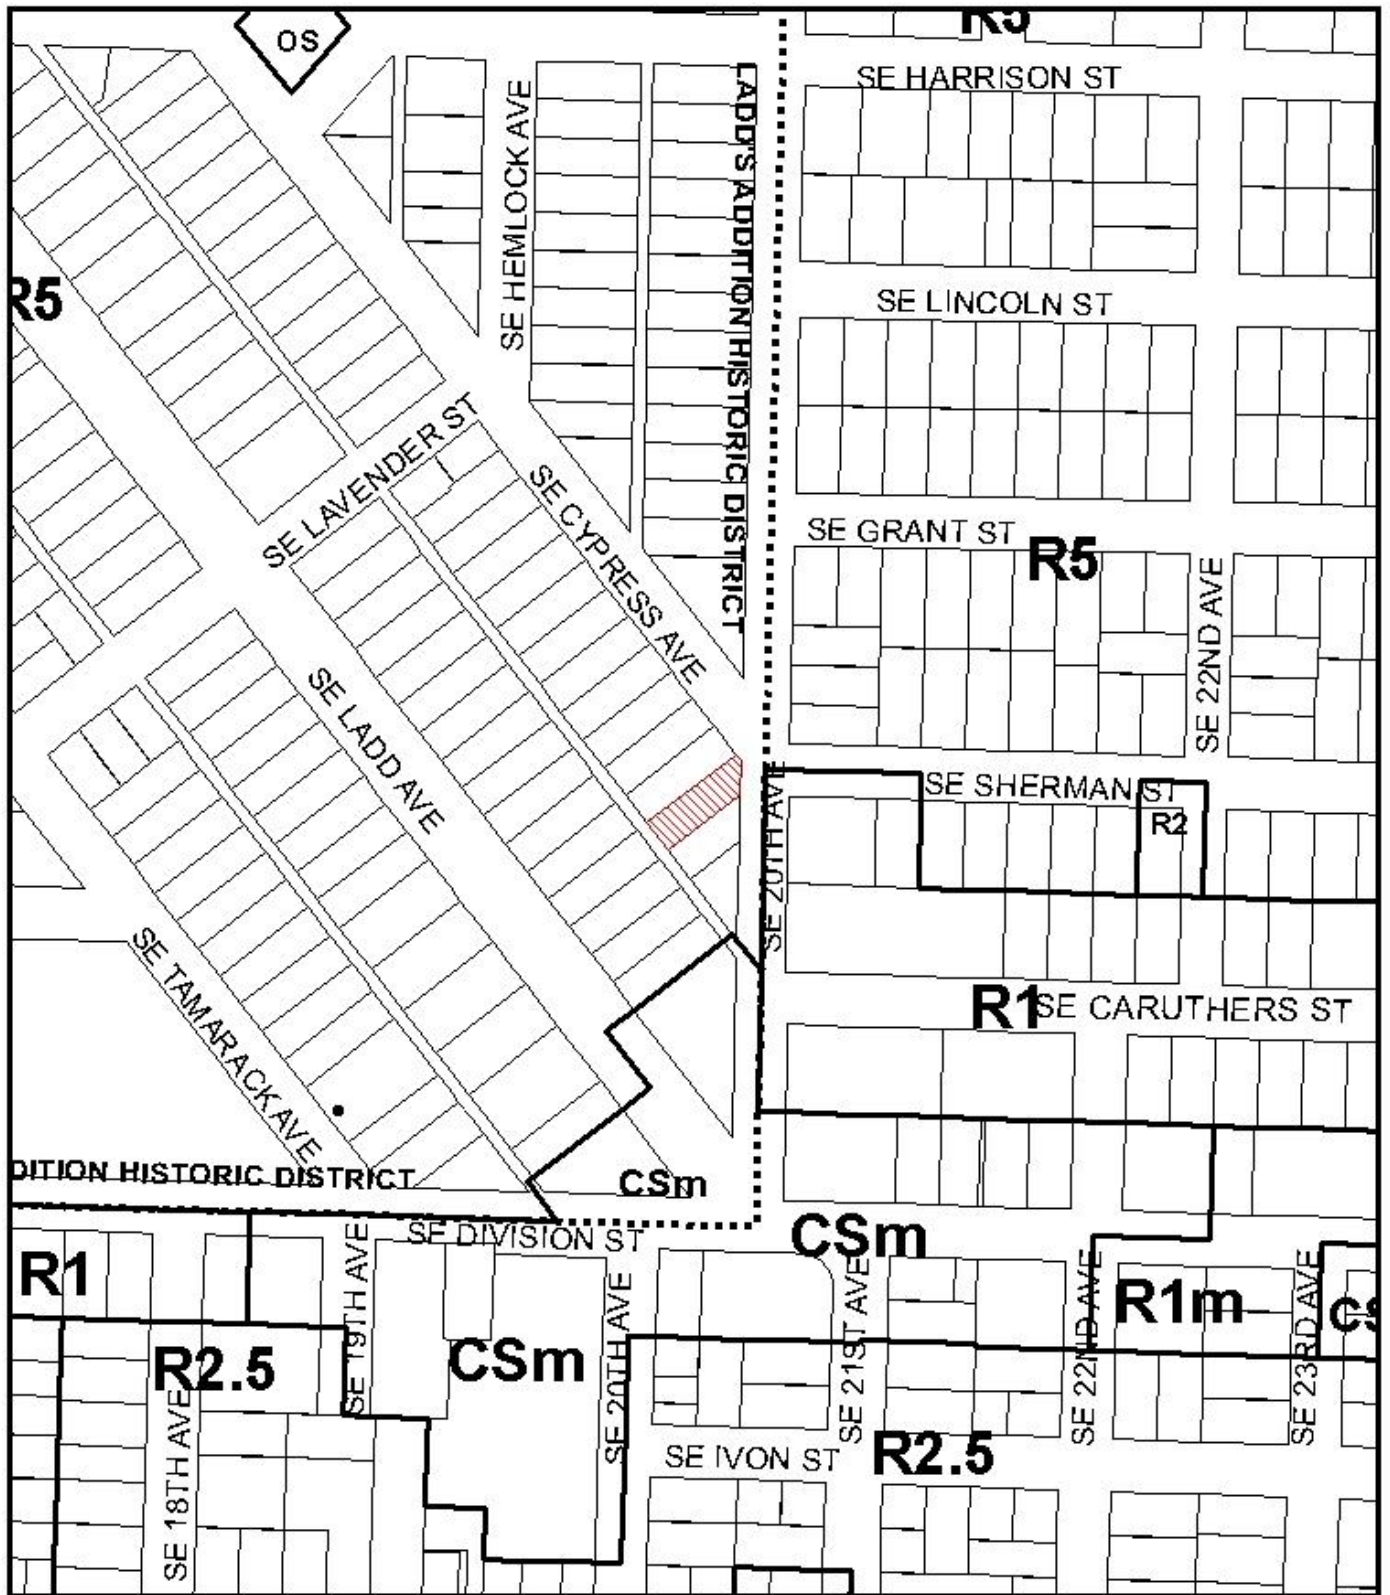 R5
OS
SE HARRISON ST
LADD'S ADDITION HISTORIC DISTRICT
SE HEMLOCK AVE
R5
SE LINCOLN ST
SE LAVENDER ST
SE CYPRESS AVE
SE GRANT ST
R5
SE 22ND AVE
SE LADD AVE
SE SHERMAN ST
R2
SE 20TH AVE
SE TAMARACK AVE
R1
SE CARUTHERS ST
DITION HISTORIC DISTRICT
CSm
SE DIVISION ST
CSm
R1
SE 19TH AVE
SE 20TH AVE
SE 21ST AVE
SE 22ND AVE
R1m
SE 23RD AVE
CS
R2.5
CSm
SE 18TH AVE
SE IVON ST
R2.5